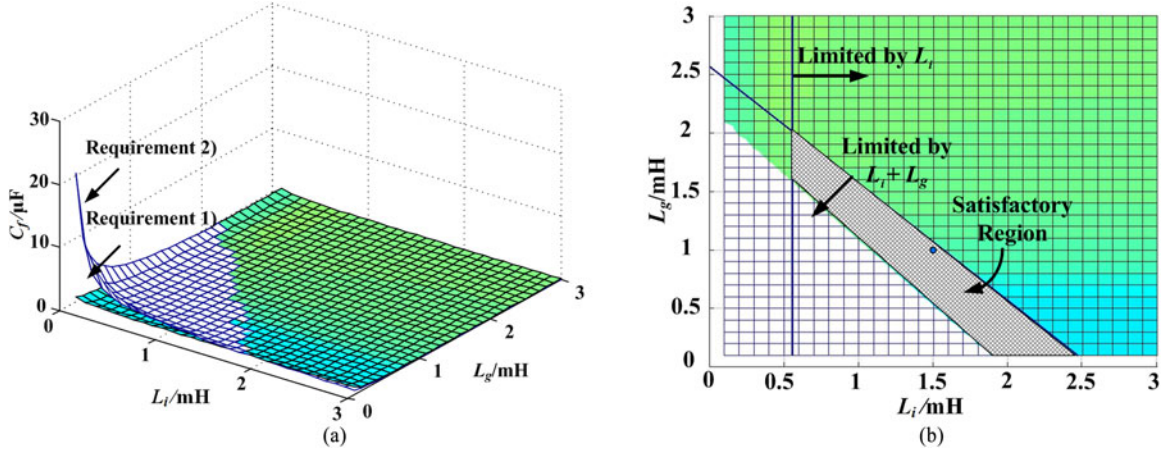 30
20
10
0
C_f/μF
Requirement 2)
Requirement 1)
0
1
2
3
L_i/mH
0
1
2
3
L_g/mH
(a)
3
2.5
2
1.5
1
0.5
0
L_g/mH
Limited by L_i
Limited by
L_i + L_g
Satisfactory
Region
0
0.5
1
1.5
2
2.5
3
L_i/mH
(b)